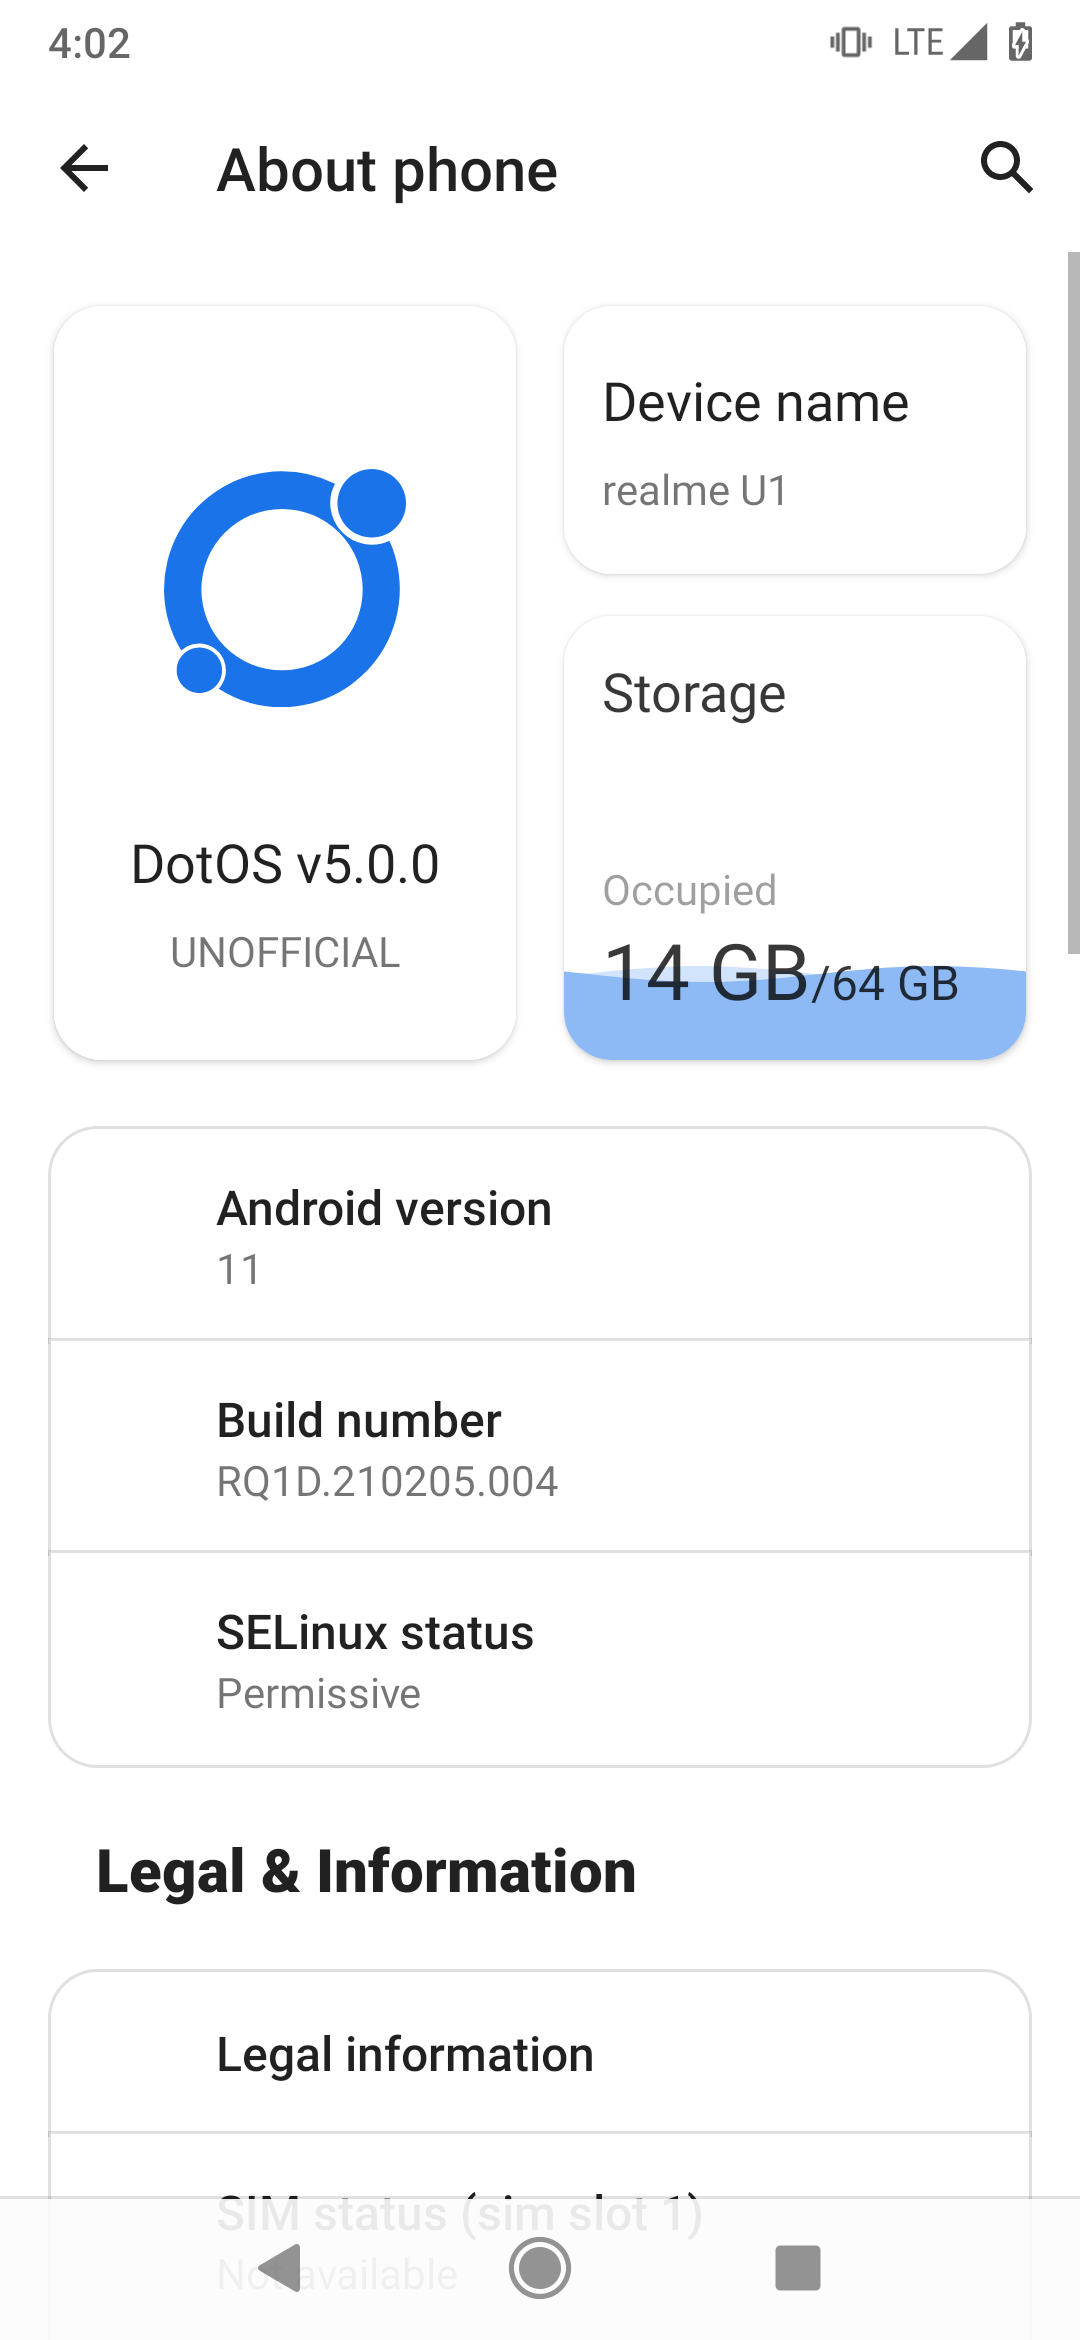 4:02
LTE
About phone
Device name
realme U1
DotOS v5.0.0
UNOFFICIAL
Storage
Occupied
14 GB/64 GB
Android version
11
Build number
RQ1D.210205.004
SELinux status
Permissive
Legal & Information
Legal information
SIM status (sim slot 1)
Not available